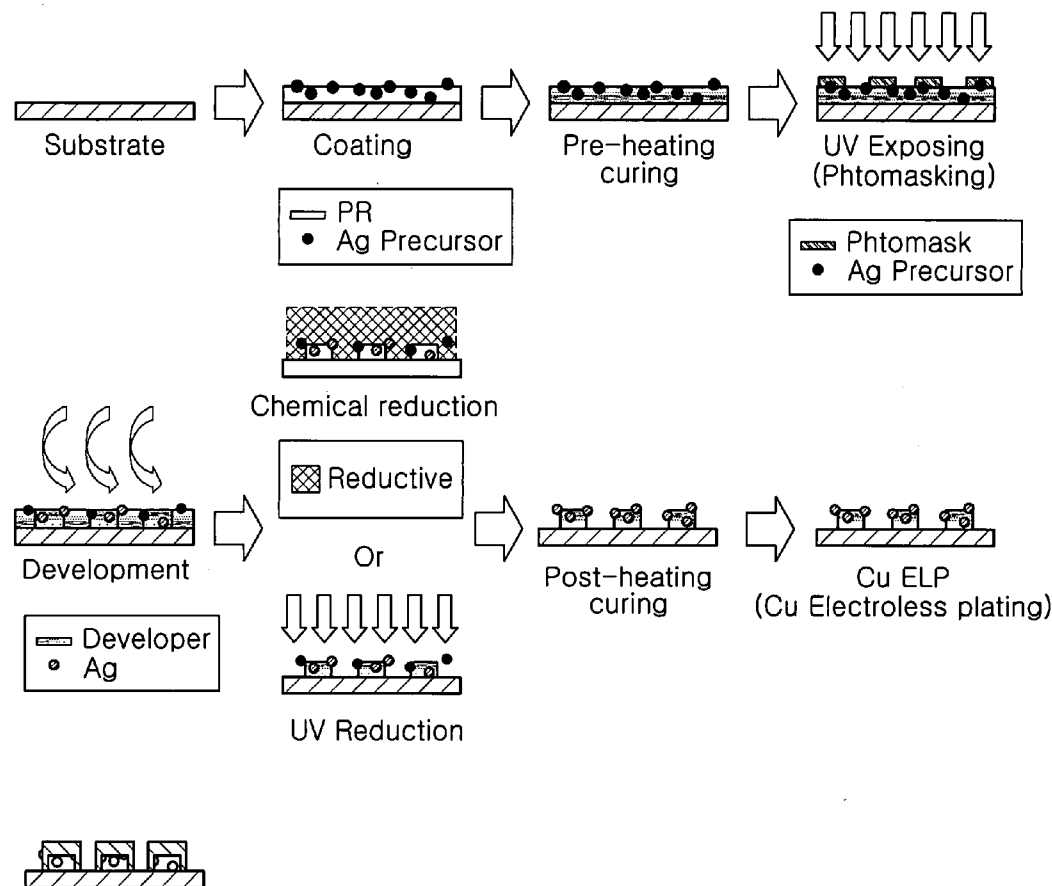 Substrate
Coating
Pre-heating
curing
UV Exposing
(Phtomasking)
PR
Ag Precursor
Phtomask
Ag Precursor
Chemical reduction
Reductive
Development
Or
Post-heating
curing
Cu ELP
(Cu Electroless plating)
Developer
Ag
UV Reduction